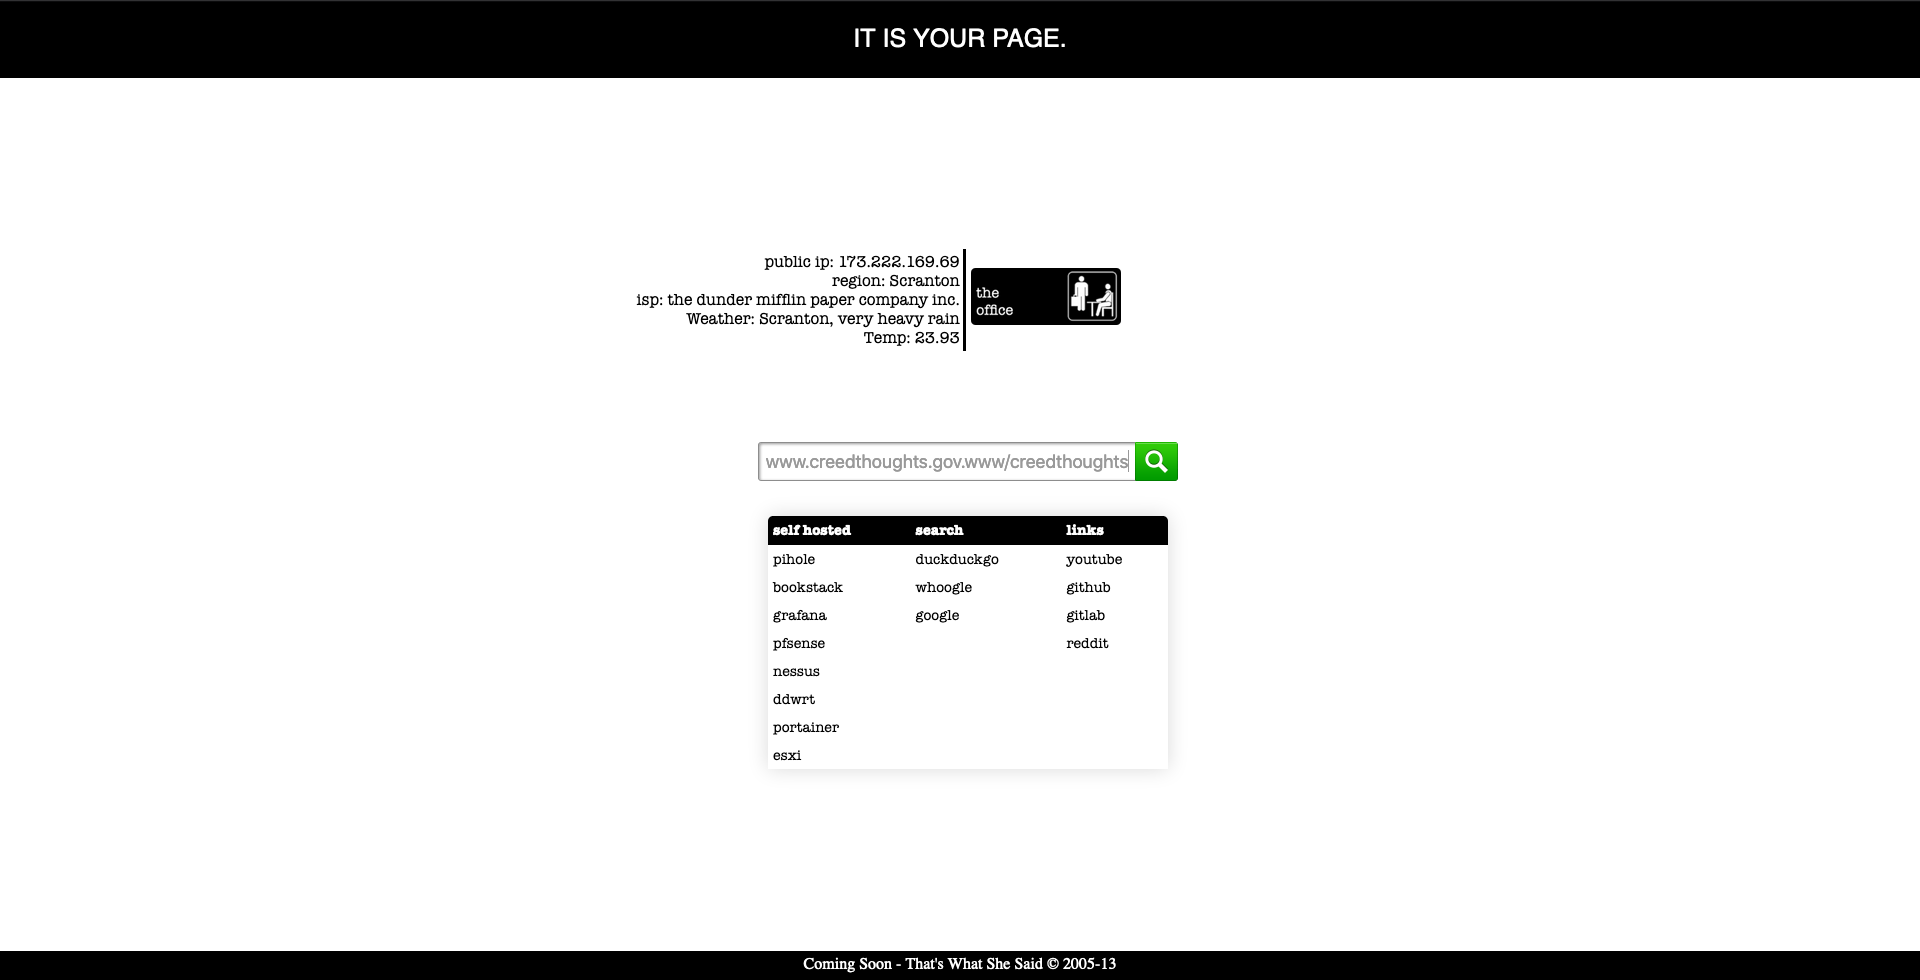 IT IS YOUR PAGE.
public ip: 173.222.169.69
region: Scranton
isp: the dunder mifflin paper company inc.
Weather: Scranton, very heavy rain
Temp: 23.93
the
office
www.creedthoughts.gov.www/creedthoughts
self hosted search links
pihole duckduckgo youtube
bookstack whoogle github
grafana google gitlab
pfsense reddit
nessus
ddwrt
portainer
esxi
Coming Soon - That's What She Said © 2005-13